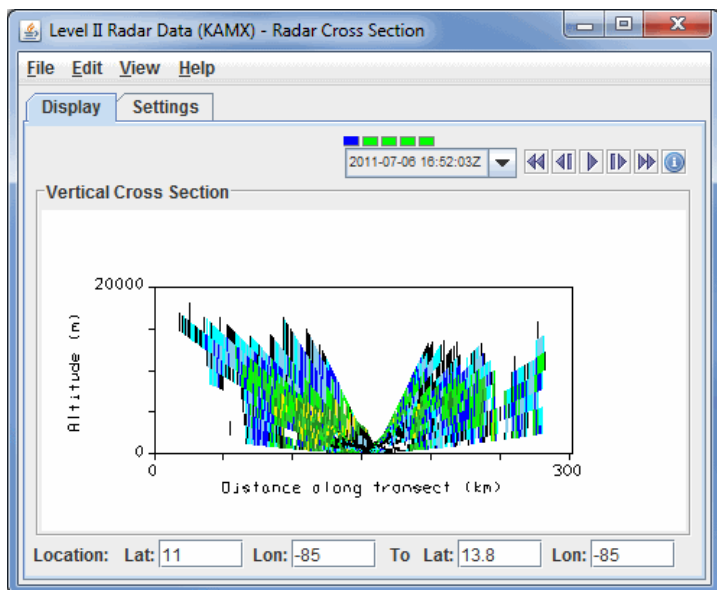 Level II Radar Data (KAMX) - Radar Cross Section
File Edit View Help
Display Settings
2011-07-06 16:52:03Z
Vertical Cross Section
20000
Altitude (m)
0
0 300
Distance along transect (km)
Location: Lat: 11 Lon: -85 To Lat: 13.8 Lon: -85